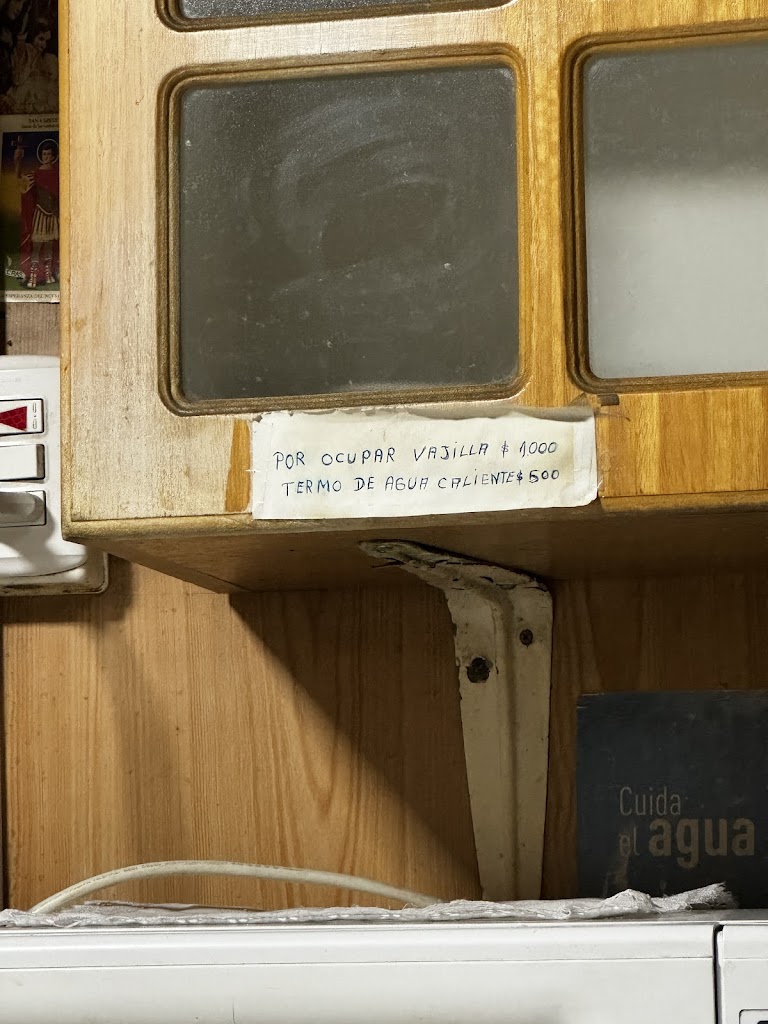 POR OCUPAR VAJILLA $ 1,000
TERMO DE AGUA CALIENTE $ 500
Cuida
el agua